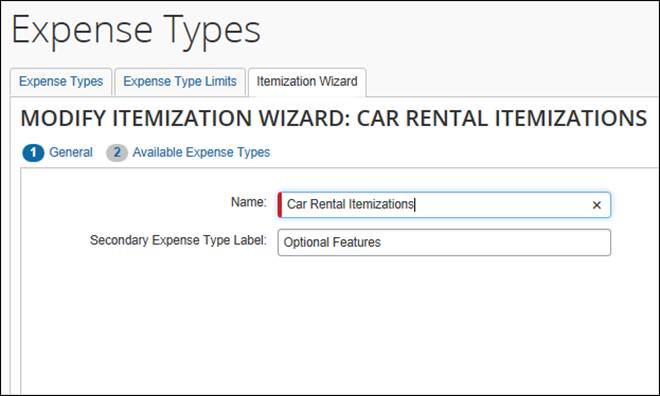 Expense Types
Expense Types Expense Type Limits Itemization Wizard
MODIFY ITEMIZATION WIZARD: CAR RENTAL ITEMIZATIONS
1 General 2 Available Expense Types
Name: Car Rental Itemizations
Secondary Expense Type Label: Optional Features